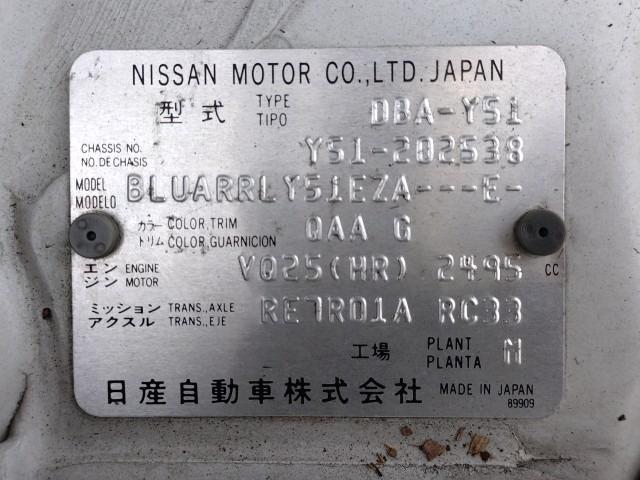 NISSAN MOTOR CO.,LTD. JAPAN
型式 TYPE TIPO DBA-Y51
CHASSIS NO. NO. DE CHASIS Y51-202538
MODEL MODELO BLUARRLY51EZA---E-
カラー COLOR,TRIM トリム COLOR,GUARNICION QAA G
エンジン ENGINE MOTOR VQ25(HR) 2495 CC
ミッション TRANS.,AXLE アクスル TRANS.,EJE RE7R01A RC33
工場 PLANT PLANTA M
日産自動車株式会社 MADE IN JAPAN
89909